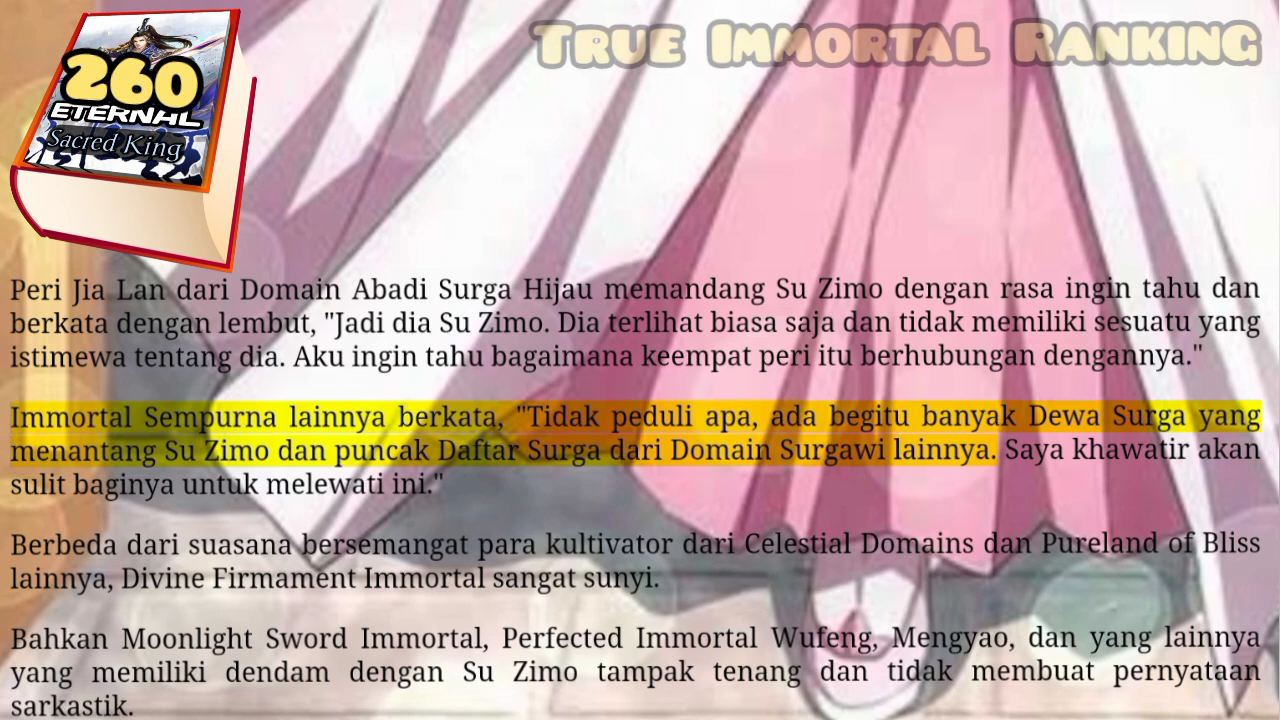 True Immortal Ranking
260
ETERNAL
Sacred King
Peri Jia Lan dari Domain Abadi Surga Hijau memandang Su Zimo dengan rasa ingin tahu dan
berkata dengan lembut, "Jadi dia Su Zimo. Dia terlihat biasa saja dan tidak memiliki sesuatu yang
istimewa tentang dia. Aku ingin tahu bagaimana keempat peri itu berhubungan dengannya."
Immortal Sempurna lainnya berkata, "Tidak peduli apa, ada begitu banyak Dewa Surga yang
menantang Su Zimo dan puncak Daftar Surga dari Domain Surgawi lainnya. Saya khawatir akan
sulit baginya untuk melewati ini."
Berbeda dari suasana bersemangat para kultivator dari Celestial Domains dan Pureland of Bliss
lainnya, Divine Firmament Immortal sangat sunyi.
Bahkan Moonlight Sword Immortal, Perfected Immortal Wufeng, Mengyao, dan yang lainnya
yang memiliki dendam dengan Su Zimo tampak tenang dan tidak membuat pernyataan
sarkastik.